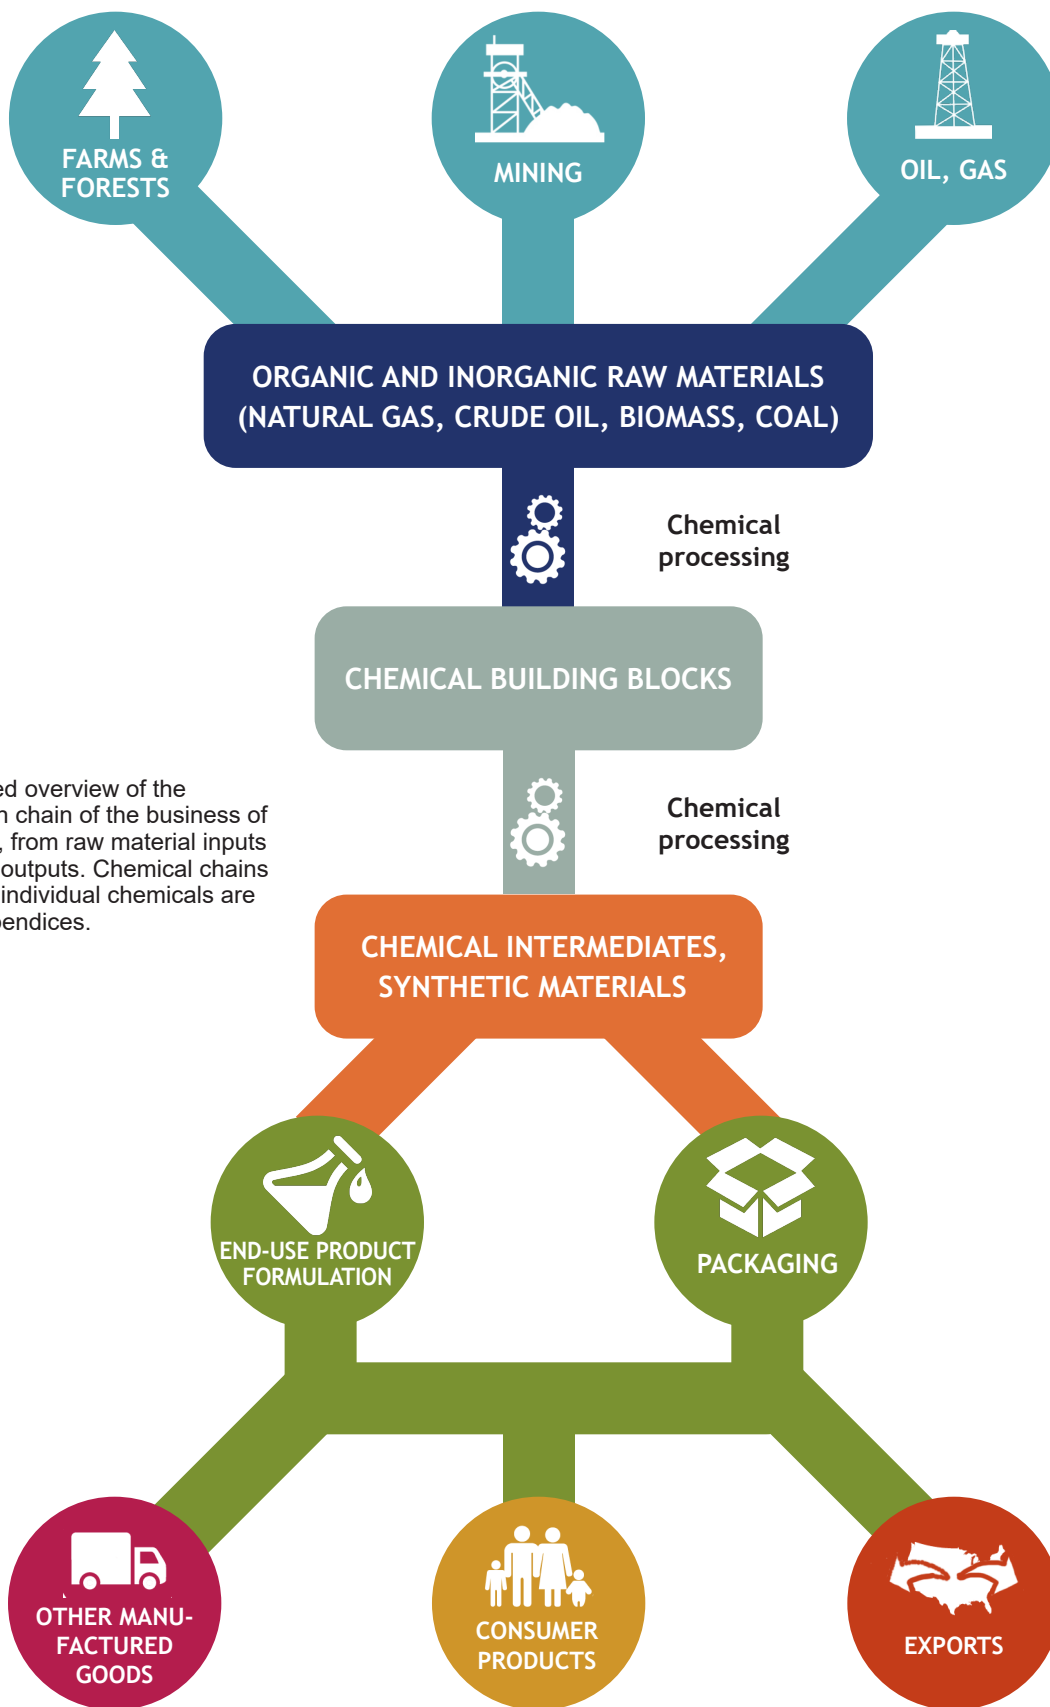 FARMS &
FORESTS
MINING
OIL, GAS
ORGANIC AND INORGANIC RAW MATERIALS
(NATURAL GAS, CRUDE OIL, BIOMASS, COAL)
Chemical
processing
CHEMICAL BUILDING BLOCKS
ed overview of the
n chain of the business of
, from raw material inputs
outputs. Chemical chains
individual chemicals are
pendices.
Chemical
processing
CHEMICAL INTERMEDIATES,
SYNTHETIC MATERIALS
END-USE PRODUCT
FORMULATION
PACKAGING
OTHER MANU-
FACTURED
GOODS
CONSUMER
PRODUCTS
EXPORTS